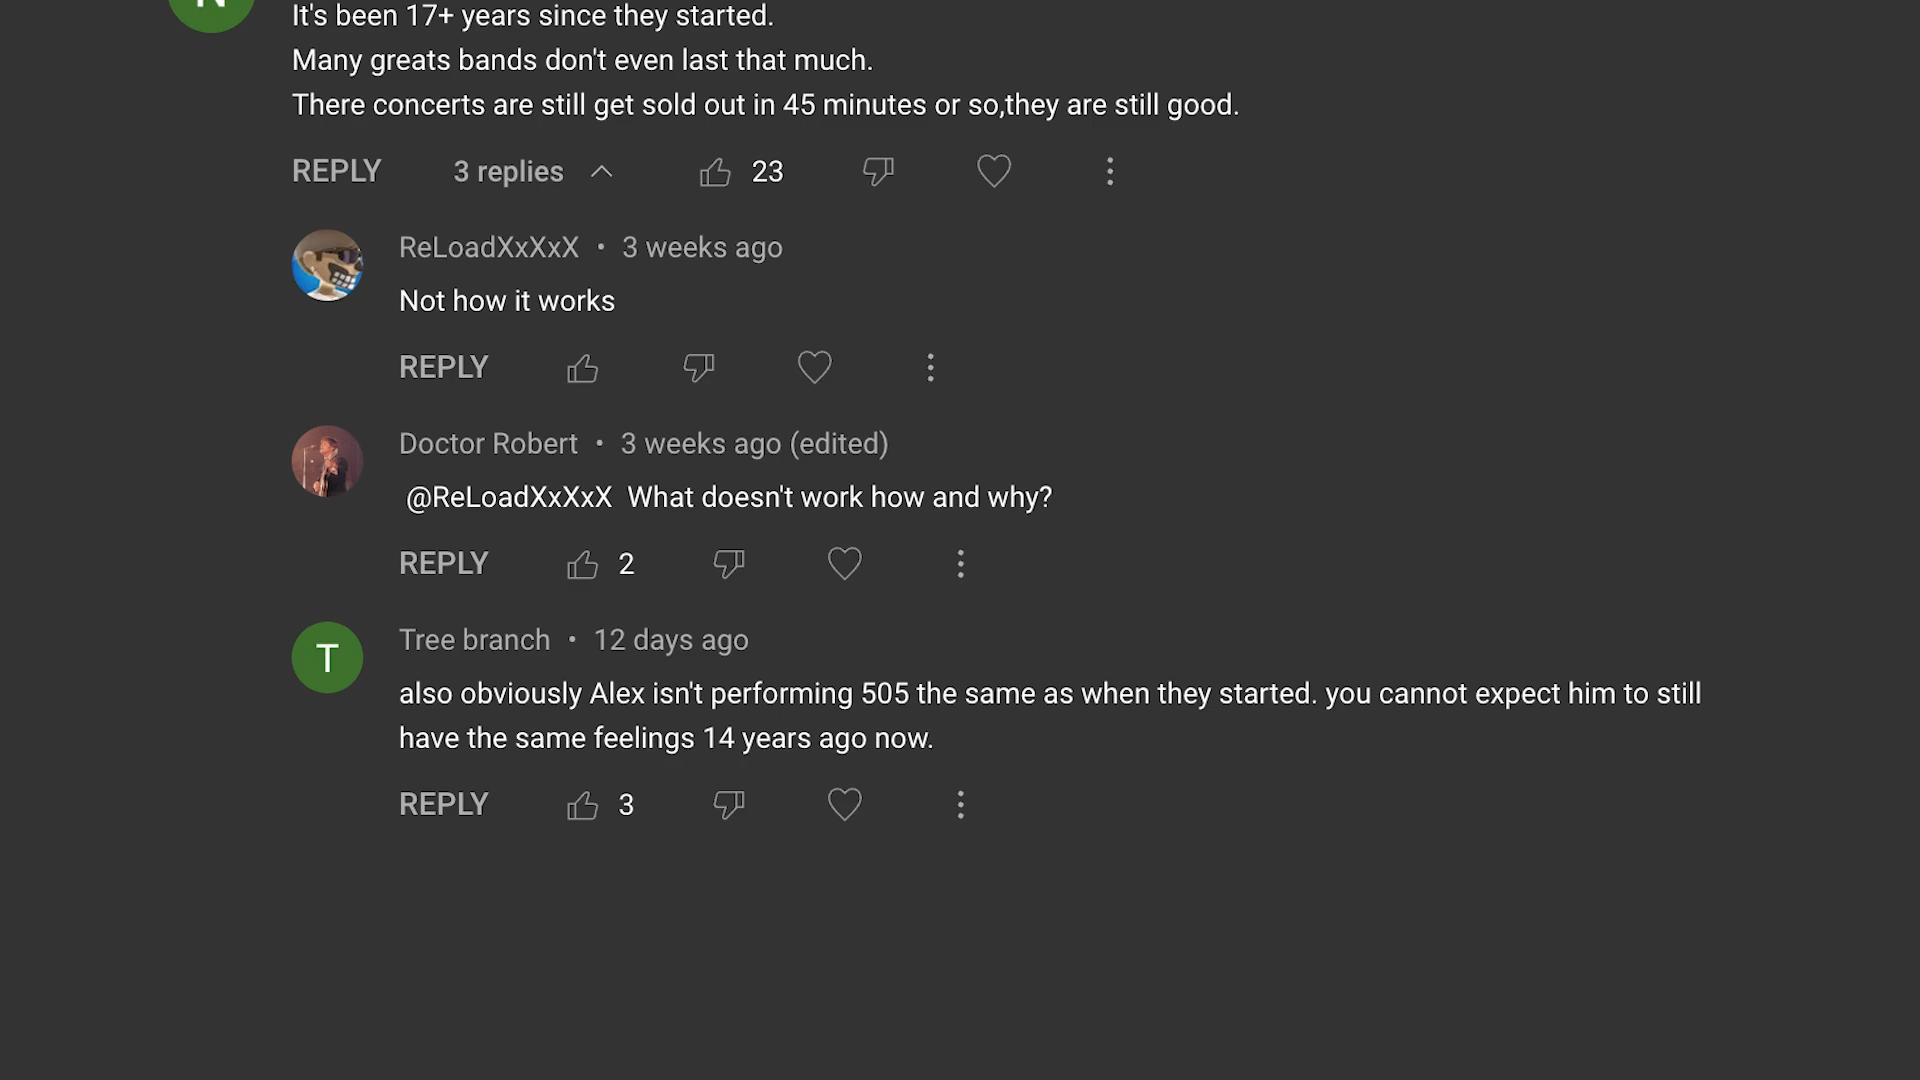 N
It's been 17+ years since they started.
Many greats bands don't even last that much.
There concerts are still get sold out in 45 minutes or so,they are still good.
REPLY 3 replies 23
ReLoadXxXxX • 3 weeks ago
Not how it works
REPLY
Doctor Robert • 3 weeks ago (edited)
@ReLoadXxXxX What doesn't work how and why?
REPLY 2
T
Tree branch • 12 days ago
also obviously Alex isn't performing 505 the same as when they started. you cannot expect him to still
have the same feelings 14 years ago now.
REPLY 3